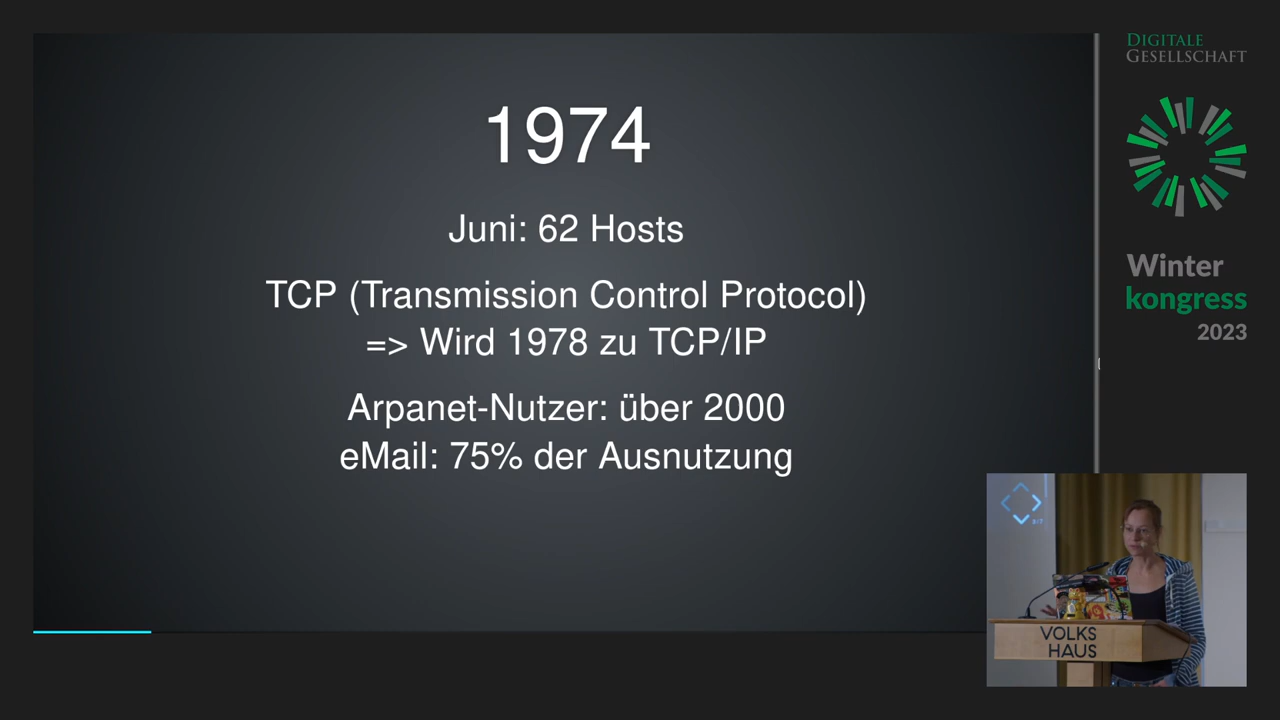 1974
Juni: 62 Hosts
TCP (Transmission Control Protocol)
=> Wird 1978 zu TCP/IP
Arpanet-Nutzer: über 2000
eMail: 75% der Ausnutzung
DIGITALE
GESELLSCHAFT
Winter
kongress
2023
VOLKS
HAUS